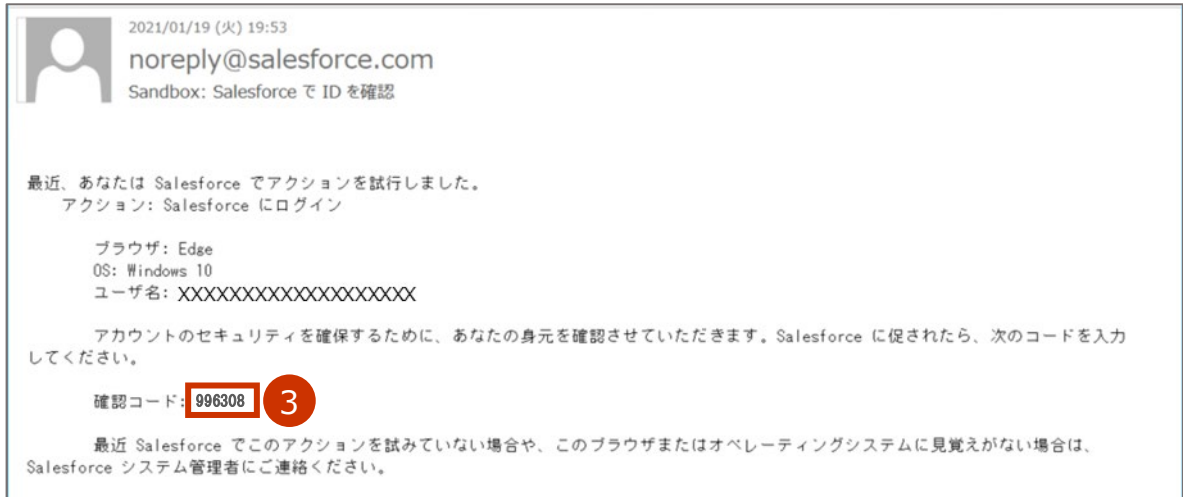 2021/01/19 (火) 19:53
noreply@salesforce.com
Sandbox: Salesforce で ID を確認
最近、あなたは Salesforce でアクションを試行しました。
アクション: Salesforce にログイン
ブラウザ: Edge
OS: Windows 10
ユーザ名: XXXXXXXXXXXXXXXXXXX
アカウントのセキュリティを確保するために、あなたの身元を確認させていただきます。Salesforce に促されたら、次のコードを入力
してください。
確認コード: 996308 3
最近 Salesforce でこのアクションを試みていない場合や、このブラウザまたはオペレーティングシステムに見覚えがない場合は、
Salesforce システム管理者にご連絡ください。